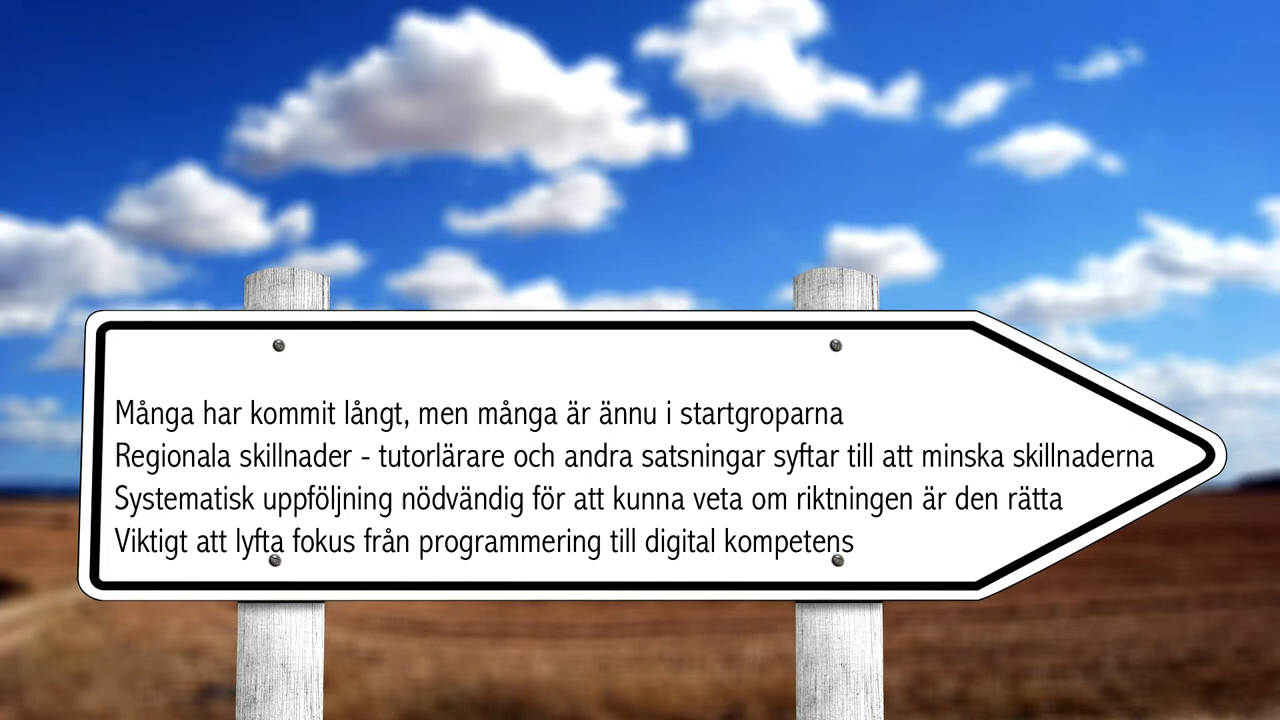 Många har kommit långt, men många är ännu i startgroparna
Regionala skillnader - tutorlärare och andra satsningar syftar till att minska skillnaderna
Systematisk uppföljning nödvändig för att kunna veta om riktningen är den rätta
Viktigt att lyfta fokus från programmering till digital kompetens